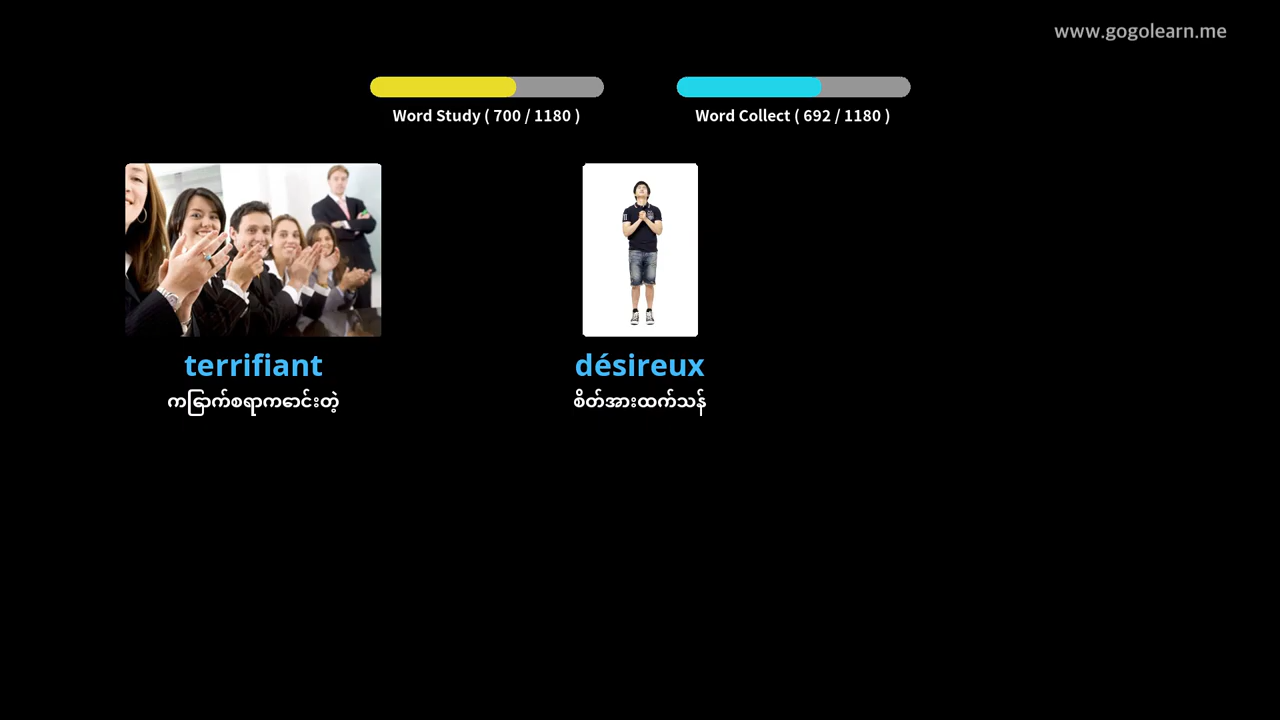 www.gogolearn.me
Word Study ( 700 / 1180 )
Word Collect ( 692 / 1180 )
terrifiant
ကြောက်စရာကောင်းတဲ့
désireux
စိတ်အားထက်သန်